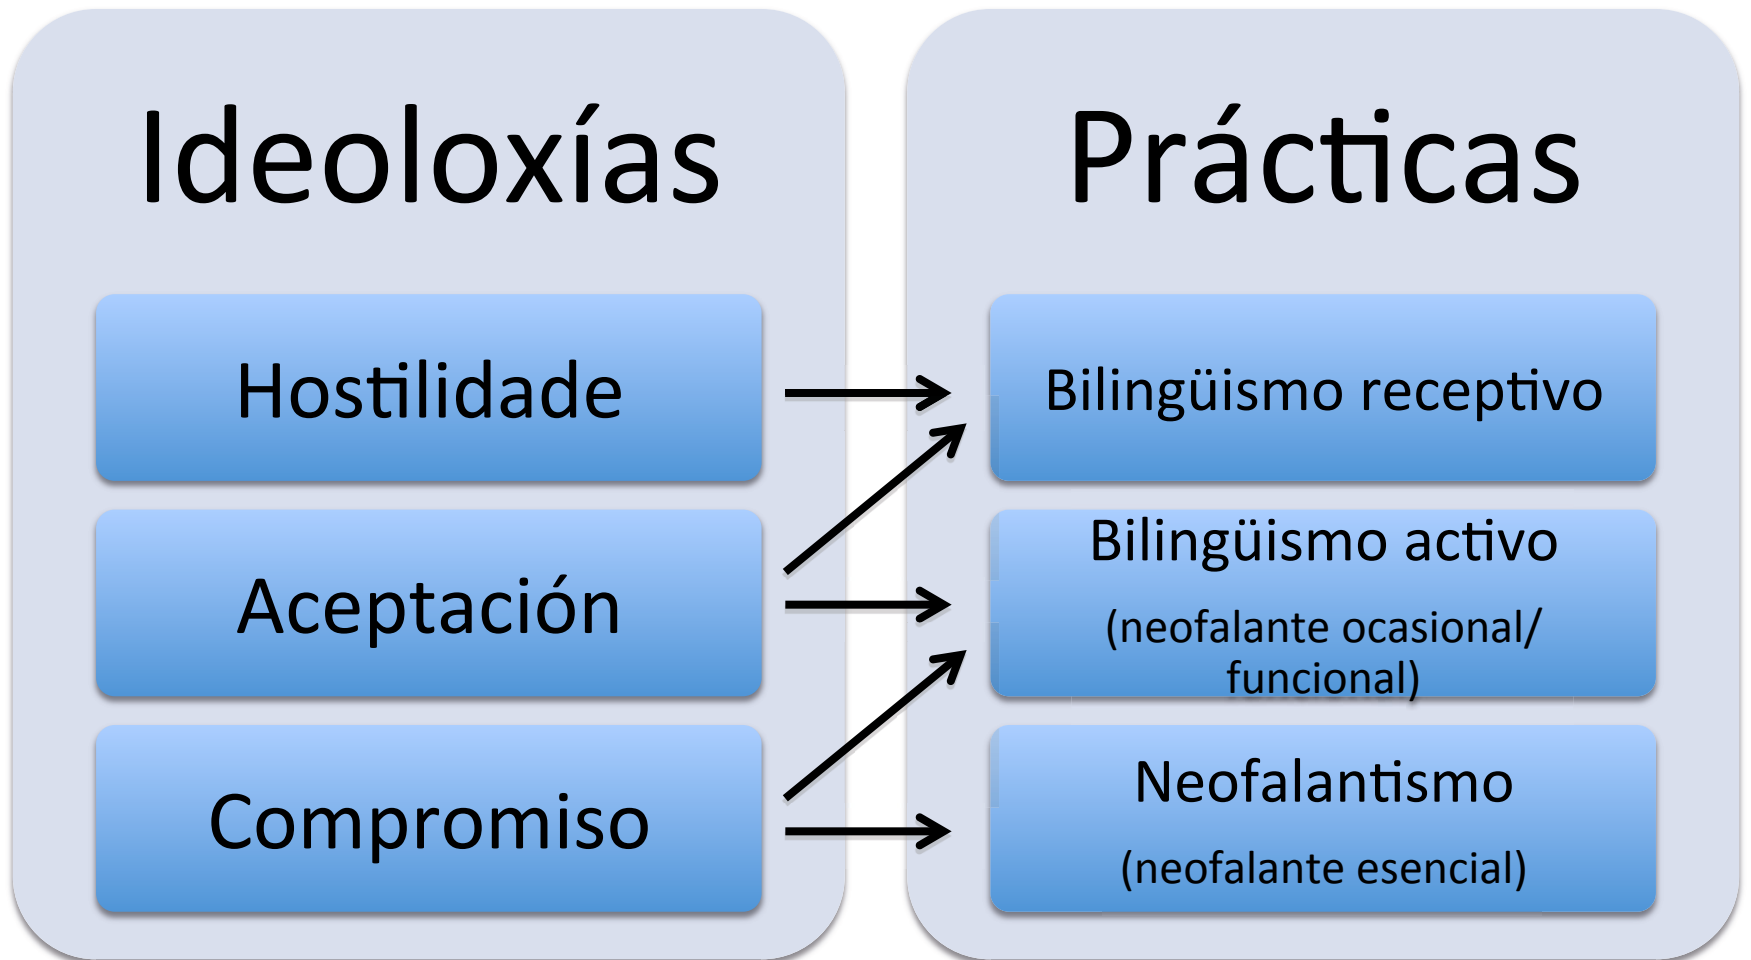 Ideoloxías
Hostilidade
Aceptación
Compromiso
Prácticas
Bilingüismo receptivo
Bilingüismo activo
(neofalante ocasional/
funcional)
Neofalantismo
(neofalante esencial)